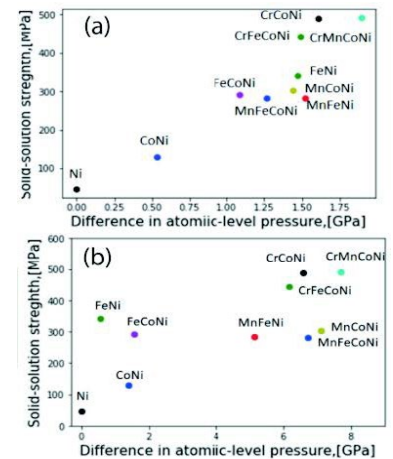 (a)
Solid-solution stregnth,[MPa]
500
400
300
200
100
CrCoNi
CrFeCoNi
CrMnCoNi
FeNi
FeCoNi
MnCoNi
MnFeCoNi
MnFeNi
CoNi
Ni
0.00 0.25 0.50 0.75 1.00 1.25 1.50 1.75
Difference in atomiic-level pressure,[GPa]
(b)
Solid-solution streghth,[MPa]
600
500
400
300
200
100
0
CrCoNi
CrMnCoNi
CrFeCoNi
FeNi
FeCoNi
MnFeNi
MnCoNi
MnFeCoNi
CoNi
Ni
0 2 4 6 8
Difference in atomiic-level pressure,[GPa]